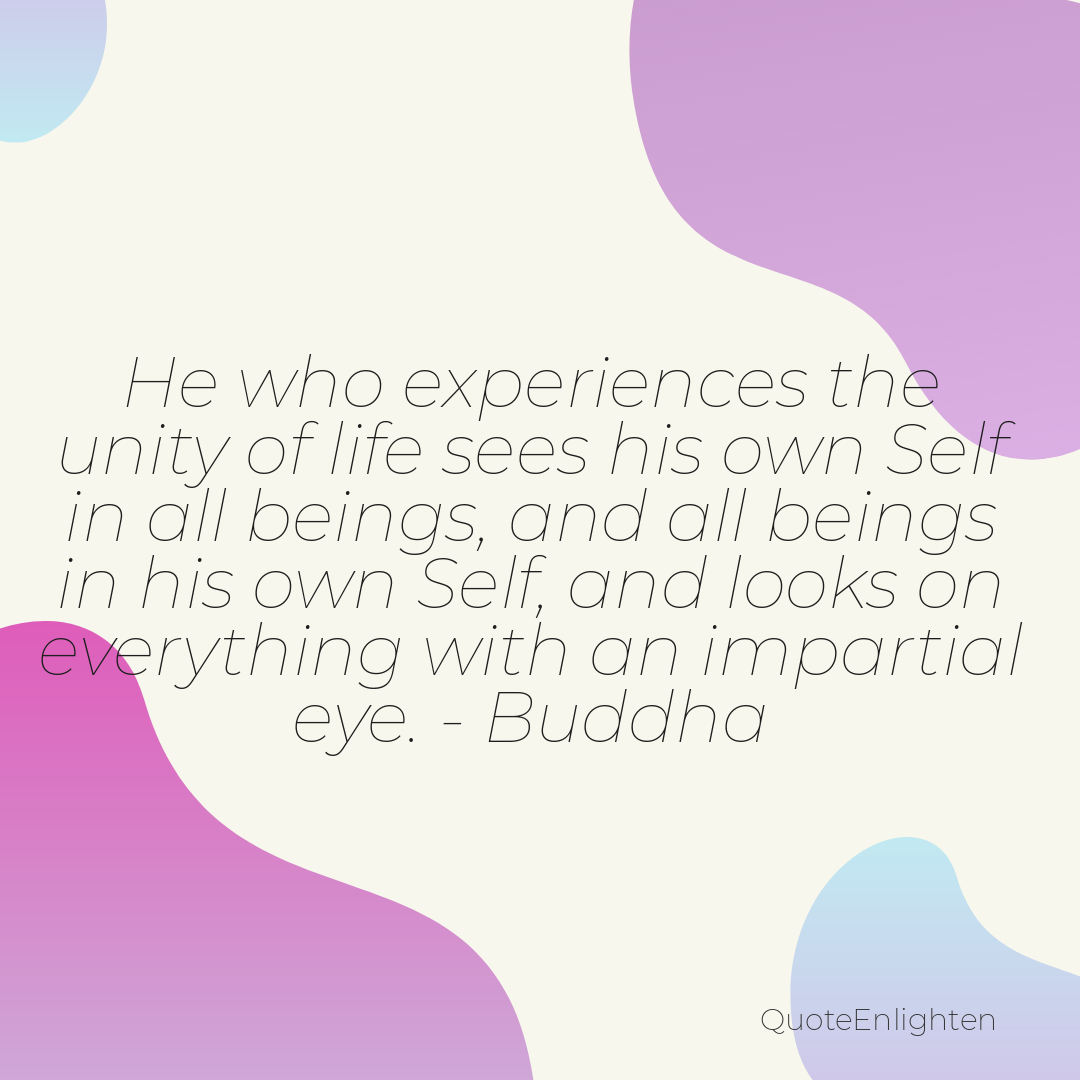 He who experiences the
unity of life sees his own Self
in all beings, and all beings
in his own Self, and looks on
everything with an impartial
eye. - Buddha
QuoteEnlighten